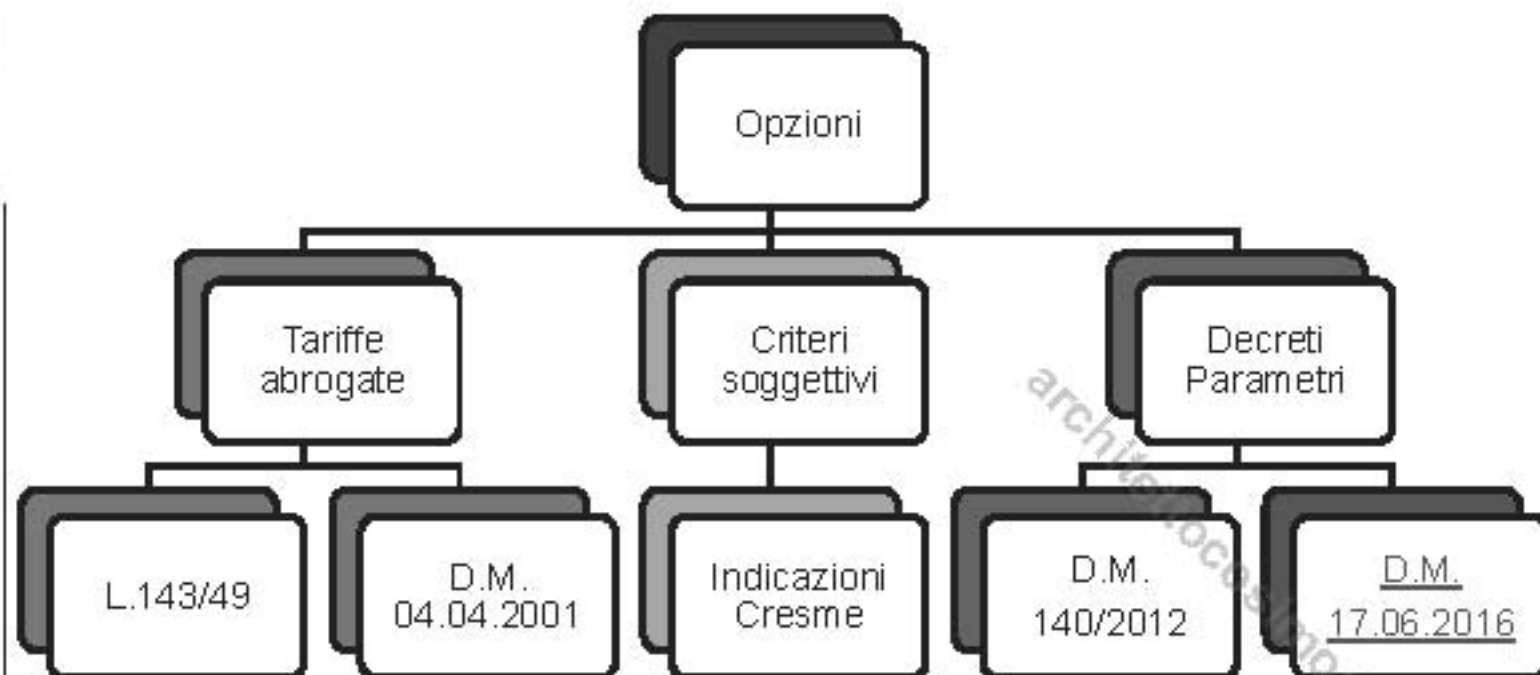 Opzioni
Tariffe
abrogate
Criteri
soggettivi
Decreti
Parametri
L.143/49
D.M.
04.04.2001
Indicazioni
Cresme
D.M.
140/2012
D.M.
17.06.2016
architettocosimo